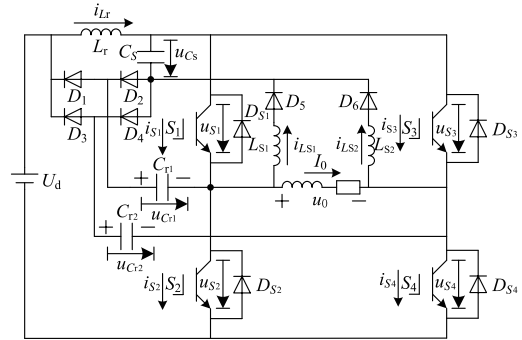 i_Lr
L_r
C_S
u_Cs
D_1
D_2
D_3
D_4
i_S1
S_1
u_S1
D_S1
D_5
D_6
L_S1
i_LS1
i_LS2
L_S2
i_S3
S_3
u_S3
D_S3
C_r1
+ −
u_Cr1
I_0
+ u_0 −
U_d
C_r2
+ −
u_Cr2
i_S2
S_2
u_S2
D_S2
i_S4
S_4
u_S4
D_S4